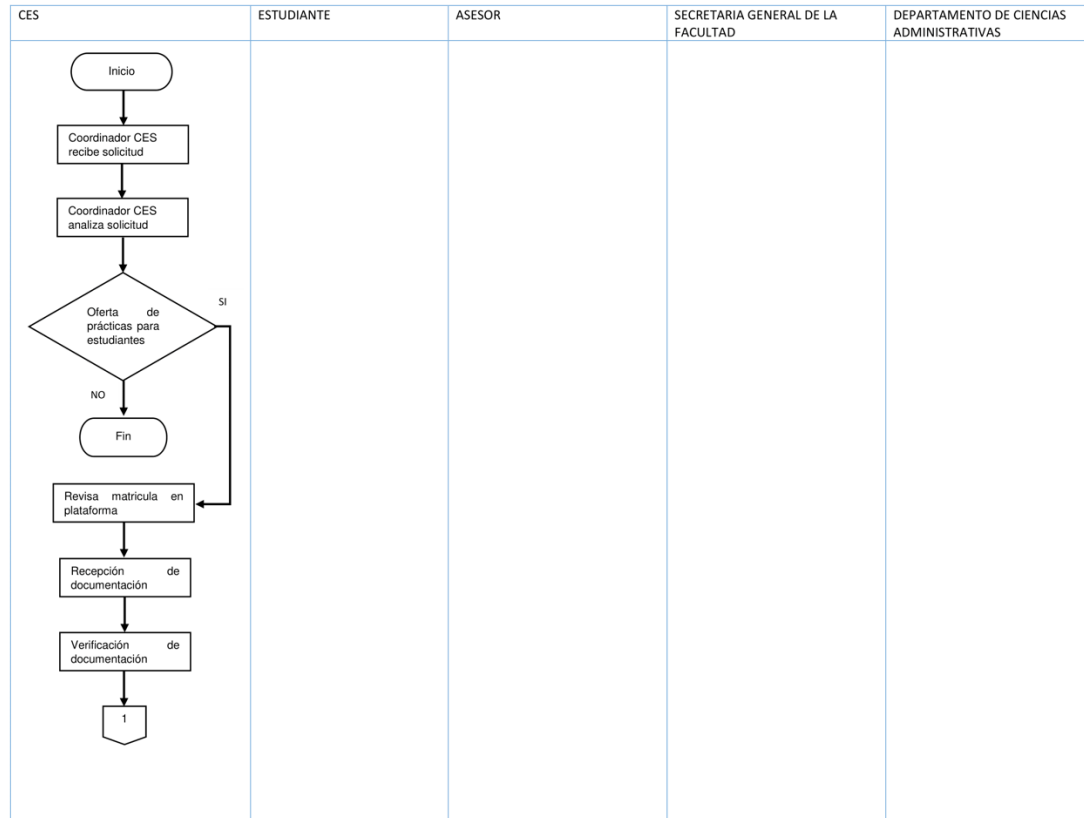 CES
ESTUDIANTE
ASESOR
SECRETARIA GENERAL DE LA
FACULTAD
DEPARTAMENTO DE CIENCIAS
ADMINISTRATIVAS
Inicio
Coordinador CES
recibe solicitud
Coordinador CES
analiza solicitud
Oferta de
prácticas para
estudiantes
SI
NO
Fin
Revisa matricula en
plataforma
Recepción de
documentación
Verificación de
documentación
1